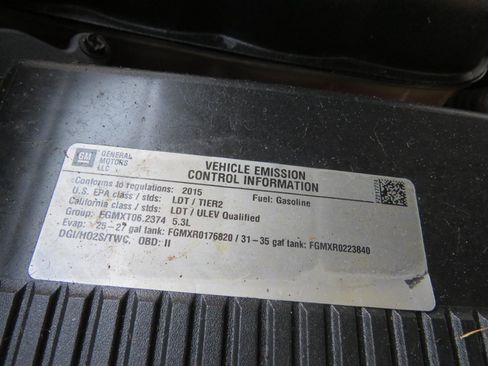 GM
GENERAL
MOTORS
LLC
VEHICLE EMISSION
CONTROL INFORMATION
Conforms to regulations: 2015 Fuel: Gasoline
U.S. EPA class / stds: LDT / TIER2
California class / stds: LDT / ULEV Qualified
Group: FGMXT06.2374 5.3L
Evap: 25-27 gal tank: FGMXR0176820 / 31-35 gal tank: FGMXR0223840
DGI/HO2S/TWC, OBD: II